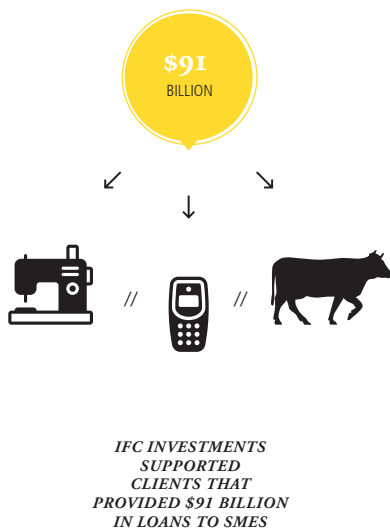 $91
BILLION
// //
IFC INVESTMENTS
SUPPORTED
CLIENTS THAT
PROVIDED $91 BILLION
IN LOANS TO SMES